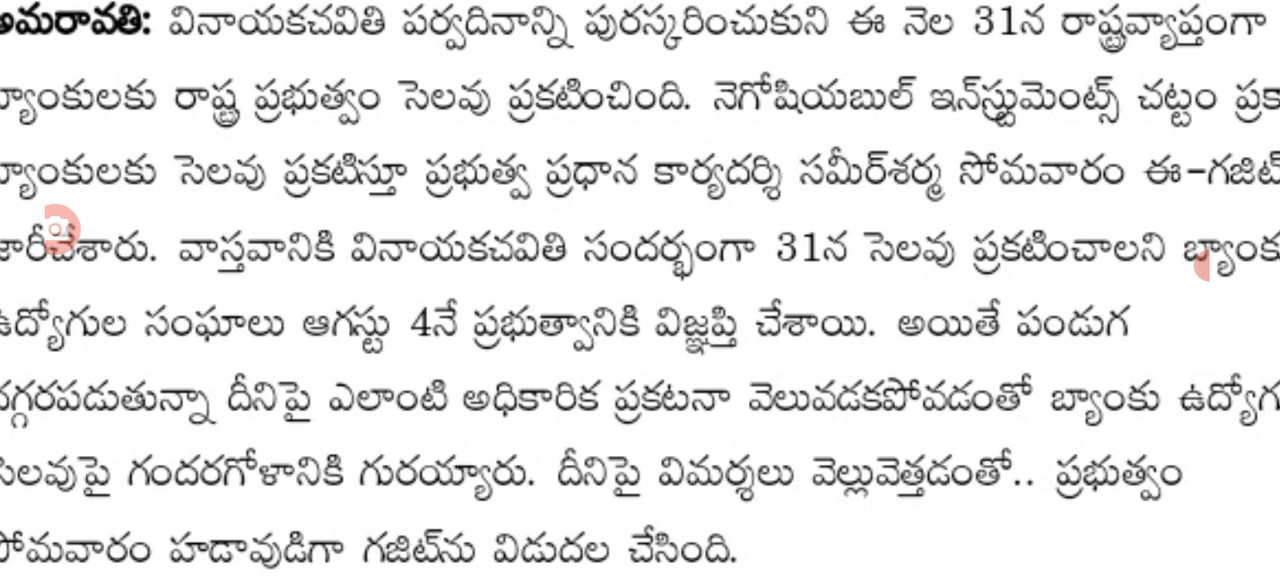 అమరావతి: వినాయకచవితి పర్వదినాన్ని పురస్కరించుకుని ఈ నెల 31న రాష్ట్రవ్యాప్తంగా
బ్యాంకులకు రాష్ట్ర ప్రభుత్వం సెలవు ప్రకటించింది. నెగోషియబుల్ ఇన్‌స్ట్రుమెంట్స్ చట్టం ప్రకా
బ్యాంకులకు సెలవు ప్రకటిస్తూ ప్రభుత్వ ప్రధాన కార్యదర్శి సమీర్‌శర్మ సోమవారం ఈ-గజిట్
జారీచేశారు. వాస్తవానికి వినాయకచవితి సందర్భంగా 31న సెలవు ప్రకటించాలని బ్యాంకు
ఉద్యోగుల సంఘాలు ఆగస్టు 4నే ప్రభుత్వానికి విజ్ఞప్తి చేశాయి. అయితే పండుగ
దగ్గరపడుతున్నా దీనిపై ఎలాంటి అధికారిక ప్రకటనా వెలువడకపోవడంతో బ్యాంకు ఉద్యోగ
సెలవుపై గందరగోళానికి గురయ్యారు. దీనిపై విమర్శలు వెల్లువెత్తడంతో.. ప్రభుత్వం
సోమవారం హడావుడిగా గజిట్‌ను విడుదల చేసింది.